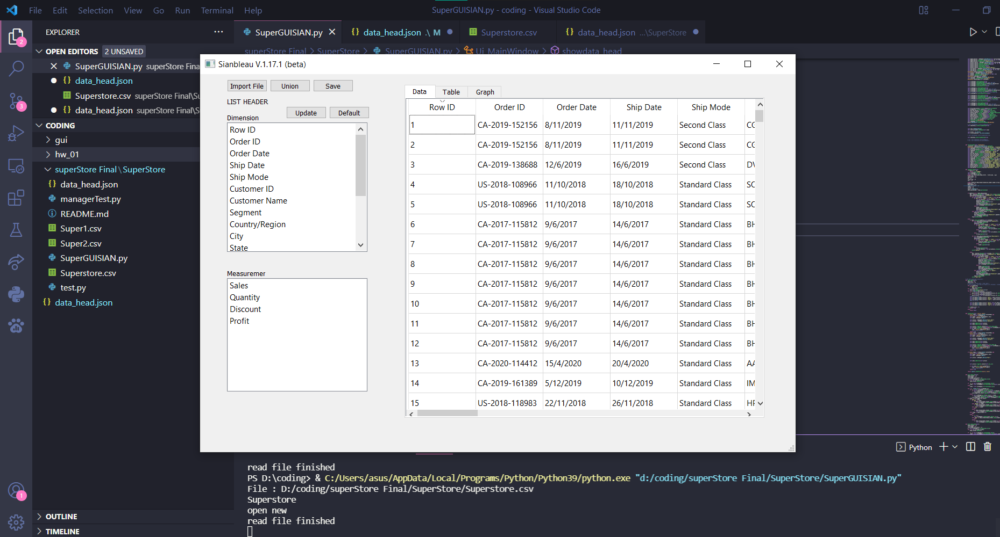 File Edit Selection View Go Run Terminal Help
SuperGUISIAN.py - coding - Visual Studio Code
EXPLORER
OPEN EDITORS 2 UNSAVED
SuperGUISIAN.py superStore Fina
data_head.json
Superstore.csv superStore Final\Su
data_head.json superStore Final\S
CODING
gui
hw_01
superStore Final\SuperStore
data_head.json
managerTest.py
README.md
Super1.csv
Super2.csv
SuperGUISIAN.py
Superstore.csv
test.py
data_head.json
OUTLINE
TIMELINE
2
3
1
SuperGUISIAN.py
data_head.json .\ M
Superstore.csv
data_head.json ...\SuperStore
superStore Final > SuperStore > SuperGUISIAN.py > Ui_MainWindow > showdata_head
Sianbleau V.1.17.1 (beta)
Import File Union Save
LIST HEADER
Update Default
Dimension
Row ID
Order ID
Order Date
Ship Date
Ship Mode
Customer ID
Customer Name
Segment
Country/Region
City
State
Measuremer
Sales
Quantity
Discount
Profit
Data Table Graph
Row ID Order ID Order Date Ship Date Ship Mode
1 CA-2019-152156 8/11/2019 11/11/2019 Second Class CG
2 CA-2019-152156 8/11/2019 11/11/2019 Second Class CG
3 CA-2019-138688 12/6/2019 16/6/2019 Second Class DV
4 US-2018-108966 11/10/2018 18/10/2018 Standard Class SO
5 US-2018-108966 11/10/2018 18/10/2018 Standard Class SO
6 CA-2017-115812 9/6/2017 14/6/2017 Standard Class BH
7 CA-2017-115812 9/6/2017 14/6/2017 Standard Class BH
8 CA-2017-115812 9/6/2017 14/6/2017 Standard Class BH
9 CA-2017-115812 9/6/2017 14/6/2017 Standard Class BH
10 CA-2017-115812 9/6/2017 14/6/2017 Standard Class BH
11 CA-2017-115812 9/6/2017 14/6/2017 Standard Class BH
12 CA-2017-115812 9/6/2017 14/6/2017 Standard Class BH
13 CA-2020-114412 15/4/2020 20/4/2020 Standard Class AA
14 CA-2019-161389 5/12/2019 10/12/2019 Standard Class IM
15 US-2018-118983 22/11/2018 26/11/2018 Standard Class HP
Python
read file finished
PS D:\coding> & C:/Users/asus/AppData/Local/Programs/Python/Python39/python.exe "d:/coding/superStore Final/SuperStore/SuperGUISIAN.py"
File : D:/coding/superStore Final/SuperStore/Superstore.csv
Superstore
open new
read file finished